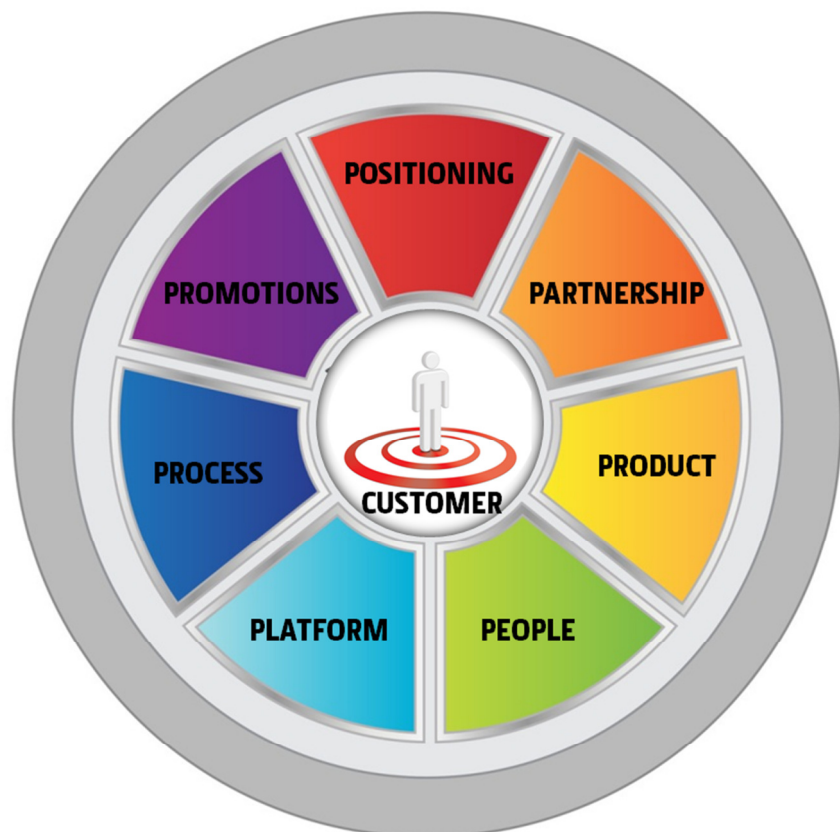 POSITIONING
PARTNERSHIP
PRODUCT
PEOPLE
PLATFORM
PROCESS
PROMOTIONS
CUSTOMER